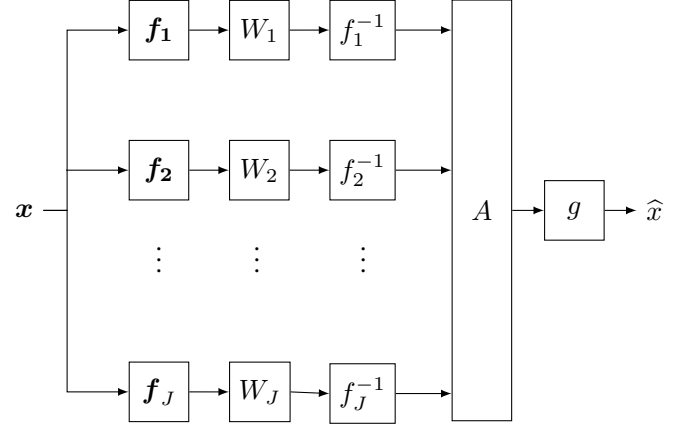 f₁ W₁ f₁⁻¹
f₂ W₂ f₂⁻¹
x A g x̂
⋮ ⋮ ⋮
f_J W_J f_J⁻¹